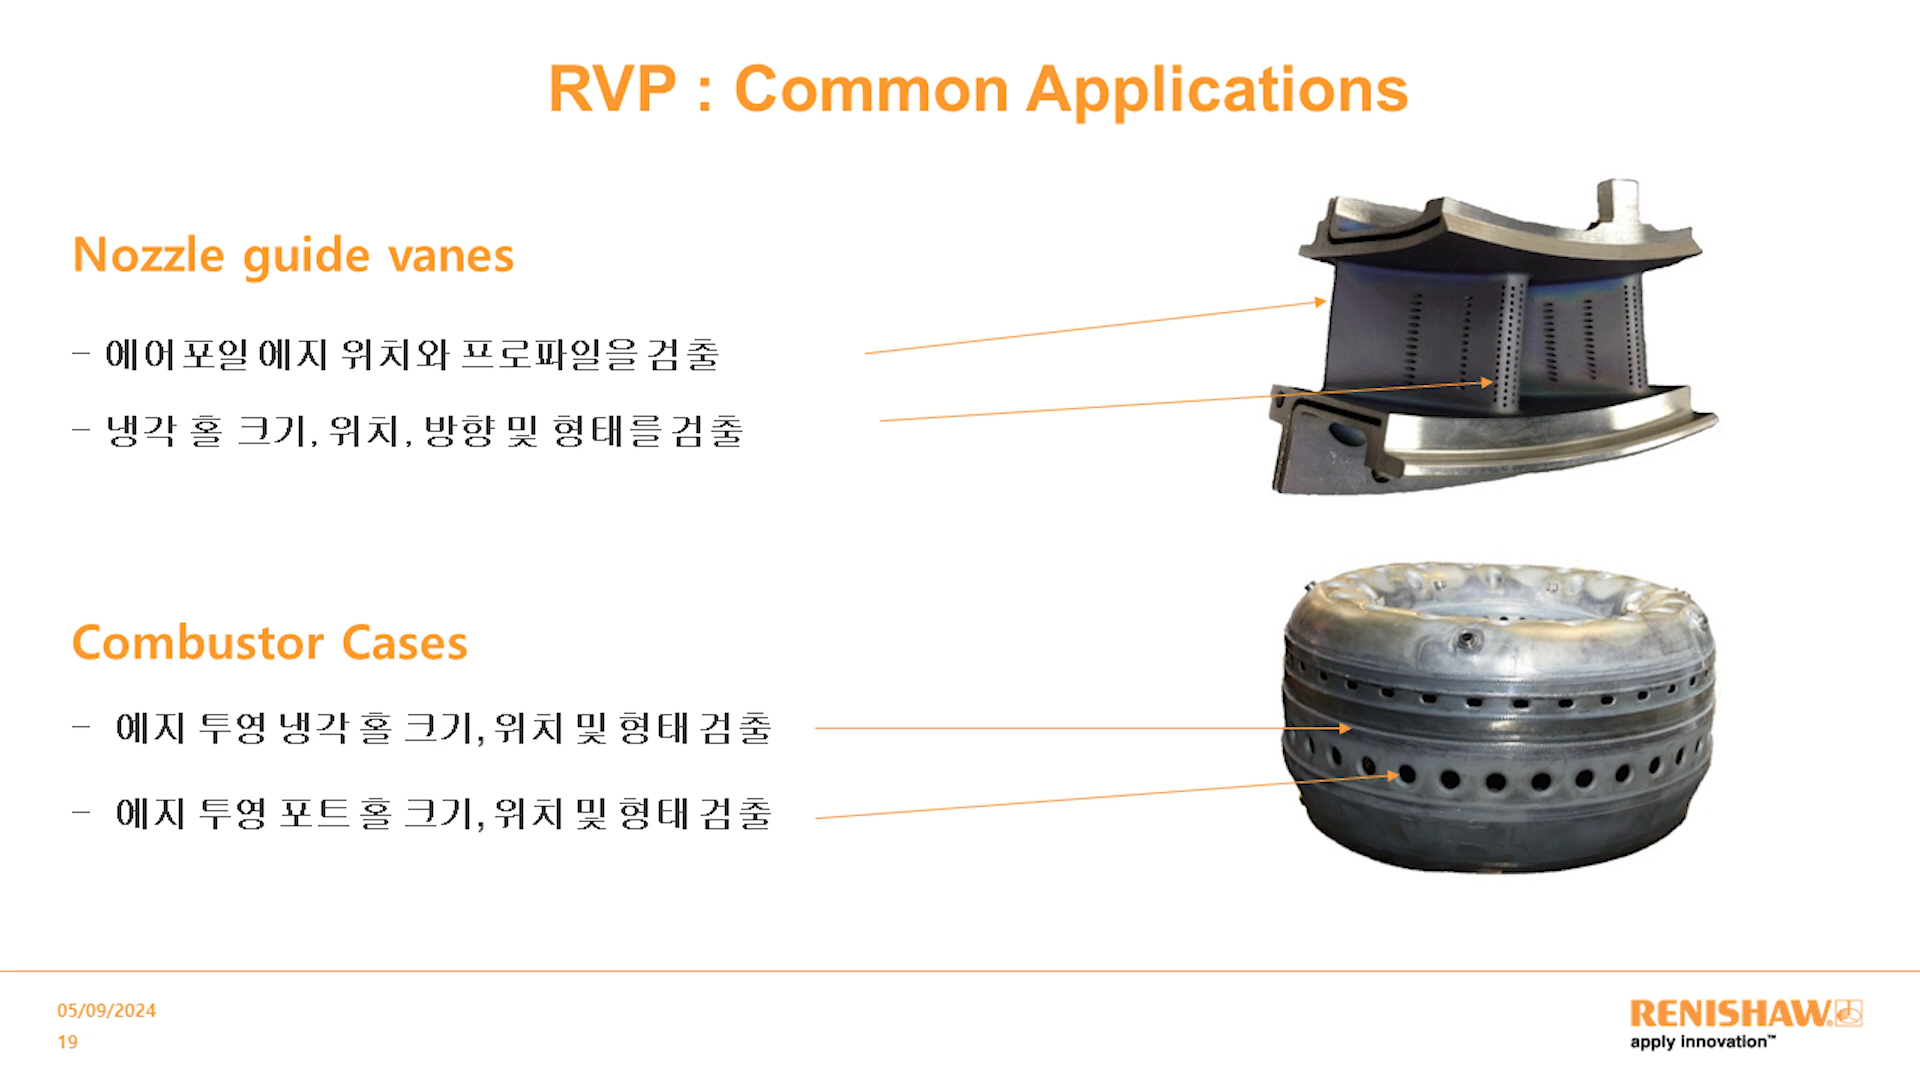 RVP : Common Applications
Nozzle guide vanes
– 에어포일 에지 위치와 프로파일을 검출
– 냉각 홀 크기, 위치, 방향 및 형태를 검출
Combustor Cases
– 에지 투영 냉각 홀 크기, 위치 및 형태 검출
– 에지 투영 포트 홀 크기, 위치 및 형태 검출
05/09/2024
19
RENISHAW.
apply innovation™